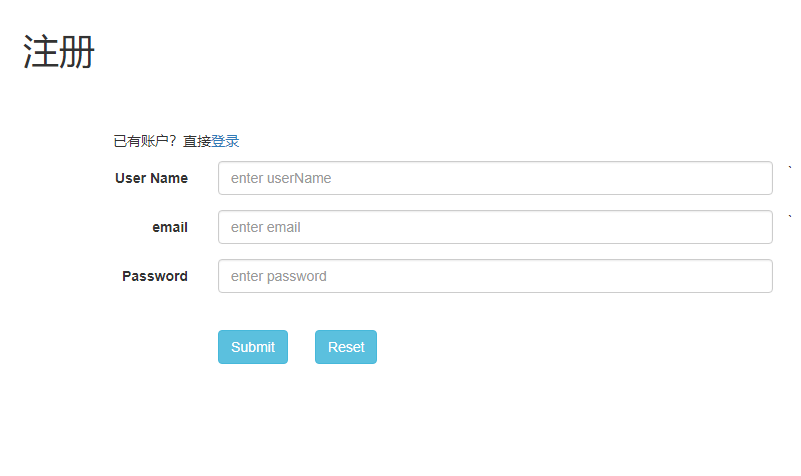 注册
已有账户？直接登录
User Name enter userName `
email enter email `
Password enter password
Submit Reset